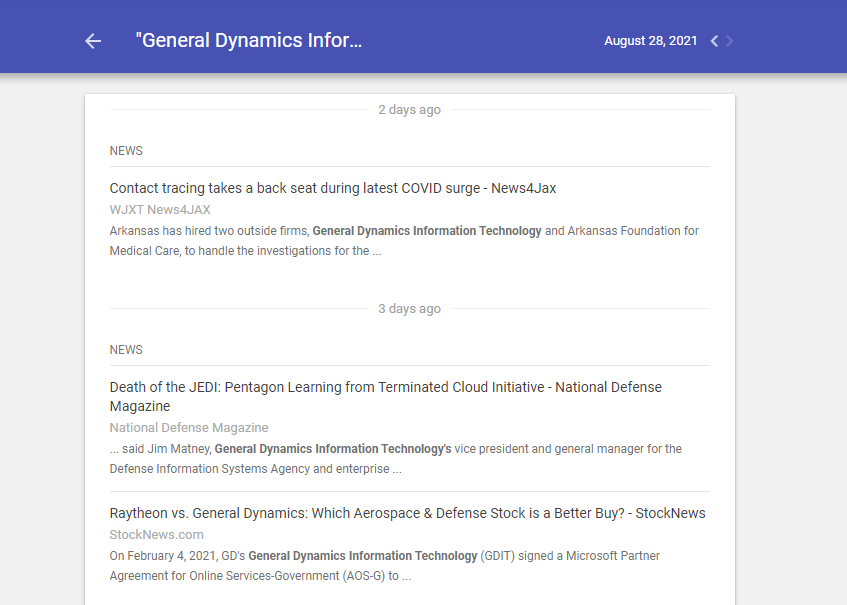 "General Dynamics Infor...
August 28, 2021
2 days ago
NEWS
Contact tracing takes a back seat during latest COVID surge - News4Jax
WJXT News4JAX
Arkansas has hired two outside firms, General Dynamics Information Technology and Arkansas Foundation for
Medical Care, to handle the investigations for the ...
3 days ago
NEWS
Death of the JEDI: Pentagon Learning from Terminated Cloud Initiative - National Defense
Magazine
National Defense Magazine
... said Jim Matney, General Dynamics Information Technology's vice president and general manager for the
Defense Information Systems Agency and enterprise ...
Raytheon vs. General Dynamics: Which Aerospace & Defense Stock is a Better Buy? - StockNews
StockNews.com
On February 4, 2021, GD's General Dynamics Information Technology (GDIT) signed a Microsoft Partner
Agreement for Online Services-Government (AOS-G) to ...